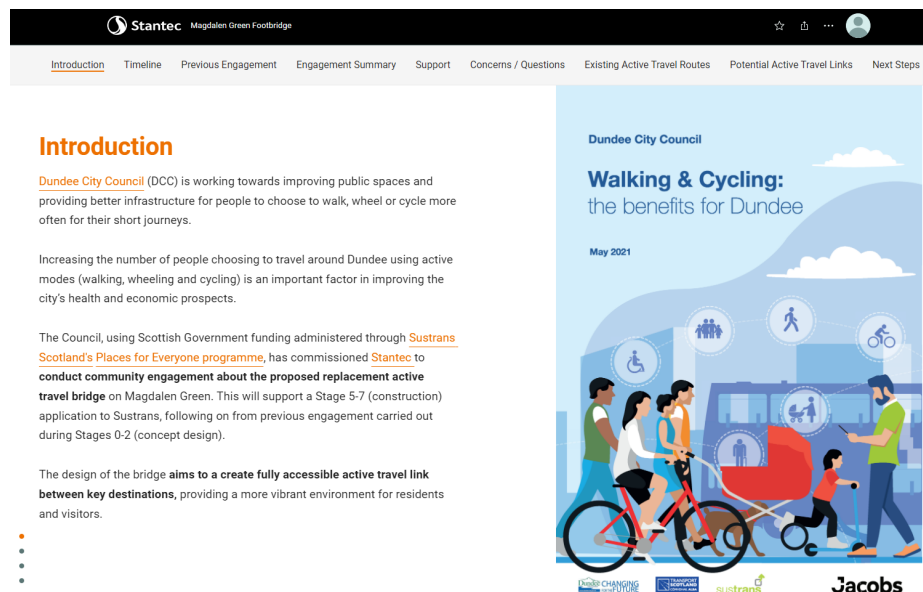 Stantec Magdalen Green Footbridge
Introduction Timeline Previous Engagement Engagement Summary Support Concerns / Questions Existing Active Travel Routes Potential Active Travel Links Next Steps
Introduction
Dundee City Council (DCC) is working towards improving public spaces and
providing better infrastructure for people to choose to walk, wheel or cycle more
often for their short journeys.
Increasing the number of people choosing to travel around Dundee using active
modes (walking, wheeling and cycling) is an important factor in improving the
city's health and economic prospects.
The Council, using Scottish Government funding administered through Sustrans
Scotland's Places for Everyone programme, has commissioned Stantec to
conduct community engagement about the proposed replacement active
travel bridge on Magdalen Green. This will support a Stage 5-7 (construction)
application to Sustrans, following on from previous engagement carried out
during Stages 0-2 (concept design).
The design of the bridge aims to a create fully accessible active travel link
between key destinations, providing a more vibrant environment for residents
and visitors.
Dundee City Council
Walking & Cycling:
the benefits for Dundee
May 2021
Dundee CHANGING
FUTURE
TRANSPORT
SCOTLAND
sustrans
Jacobs